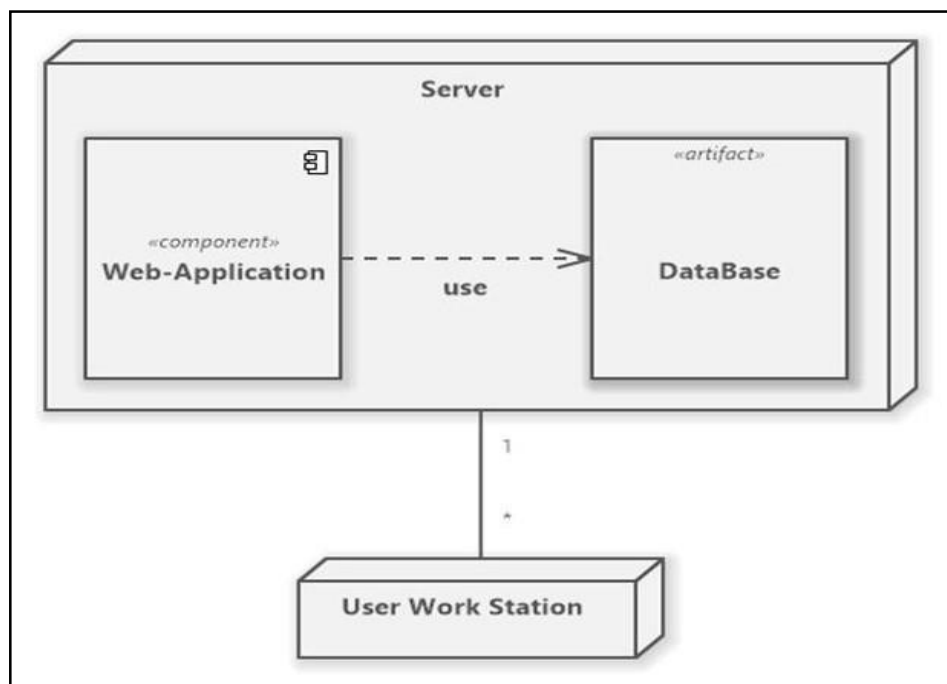 Server
«artifact»
«component»
Web-Application
DataBase
use
1
*
User Work Station